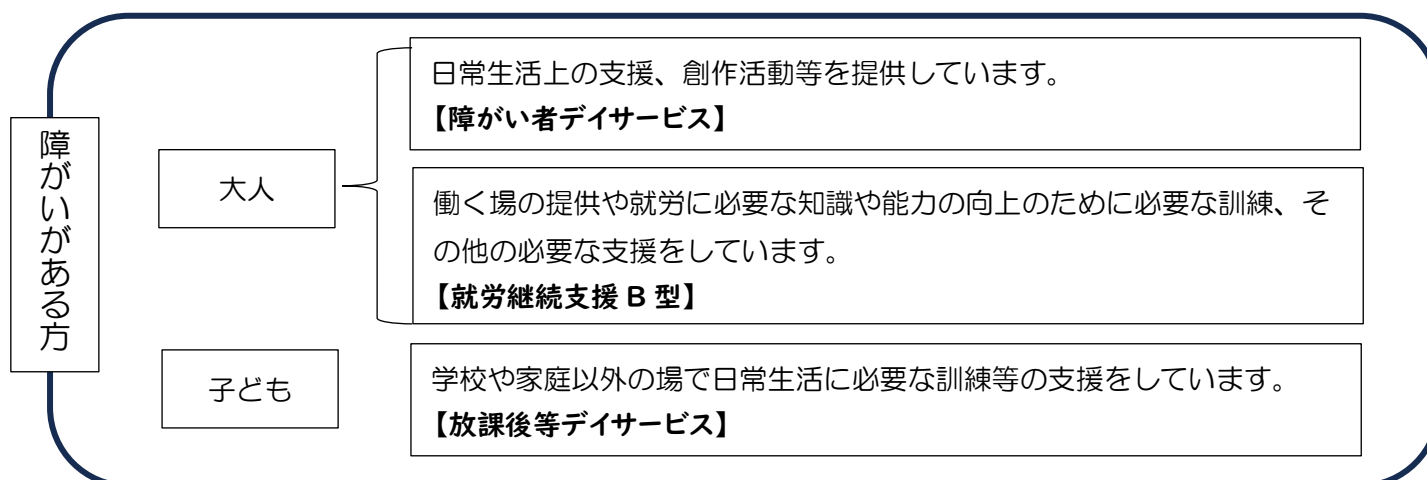 障がいがある方
大人
日常生活上の支援、創作活動等を提供しています。
【障がい者デイサービス】
働く場の提供や就労に必要な知識や能力の向上のために必要な訓練、そ
の他の必要な支援をしています。
【就労継続支援 B 型】
子ども
学校や家庭以外の場で日常生活に必要な訓練等の支援をしています。
【放課後等デイサービス】